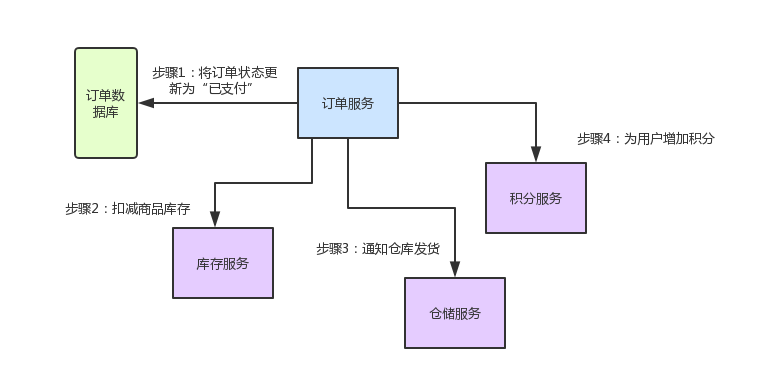 步骤1：将订单状态更
新为“已支付”
订单数
据库
订单服务
步骤4：为用户增加积分
积分服务
步骤2：扣减商品库存
库存服务
步骤3：通知仓库发货
仓储服务